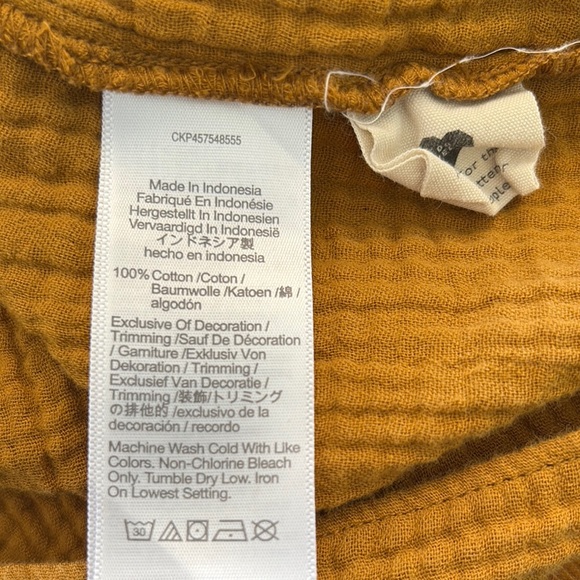 CKP457548555
Made In Indonesia
Fabriqué En Indonésie
Hergestellt In Indonesien
Vervaardigd In Indonesië
インドネシア製
hecho en indonesia
100% Cotton /Coton /
Baumwolle /Katoen /綿 /
algodón
Exclusive Of Decoration /
Trimming /Sauf De Décoration
/ Garniture /Exklusiv Von
Dekoration / Trimming /
Exclusief Van Decoratie /
Trimming /装飾/トリミング
の排他的 /exclusivo de la
decoración / recordo
Machine Wash Cold With Like
Colors. Non-Chlorine Bleach
Only. Tumble Dry Low. Iron
On Lowest Setting.
30
for the